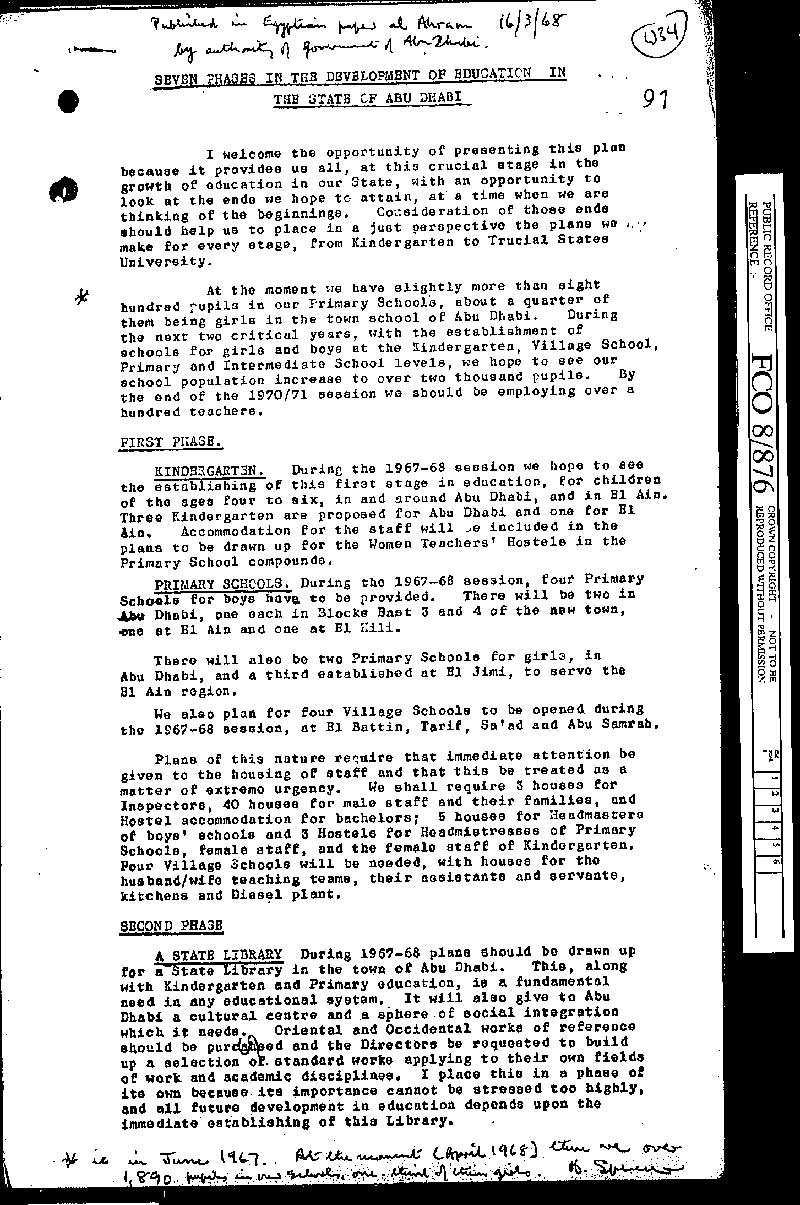 Published in Egyptian paper al Ahram 16/3/68
by authority of government of Abu Dhabi.
W34
SEVEN PHASES IN THE DEVELOPMENT OF EDUCATION IN
THE STATE OF ABU DHABI
91
I welcome the opportunity of presenting this plan
because it provides us all, at this crucial stage in the
growth of education in our State, with an opportunity to
look at the ends we hope to attain, at a time when we are
thinking of the beginnings. Consideration of those ends
should help us to place in a just perspective the plans we
make for every stage, from Kindergarten to Trucial States
University.
* At the moment we have slightly more than eight
hundred pupils in our Primary Schools, about a quarter of
them being girls in the town school of Abu Dhabi. During
the next two critical years, with the establishment of
schools for girls and boys at the Kindergarten, Village School,
Primary and Intermediate School levels, we hope to see our
school population increase to over two thousand pupils. By
the end of the 1970/71 session we should be employing over a
hundred teachers.
FIRST PHASE.
KINDERGARTEN. During the 1967-68 session we hope to see
the establishing of this first stage in education, for children
of the ages four to six, in and around Abu Dhabi, and in El Ain.
Three Kindergarten are proposed for Abu Dhabi and one for El
Ain. Accommodation for the staff will be included in the
plans to be drawn up for the Women Teachers' Hostels in the
Primary School compounds.
PRIMARY SCHOOLS. During the 1967-68 session, four Primary
Schools for boys have to be provided. There will be two in
Abu Dhabi, one each in Blocks East 3 and 4 of the new town,
one at El Ain and one at El Hili.
There will also be two Primary Schools for girls, in
Abu Dhabi, and a third established at El Jimi, to serve the
El Ain region.
We also plan for four Village Schools to be opened during
the 1967-68 session, at El Battin, Tarif, Sa'ad and Abu Samrah.
Plans of this nature require that immediate attention be
given to the housing of staff and that this be treated as a
matter of extreme urgency. We shall require 3 houses for
Inspectors, 40 houses for male staff and their families, and
Hostel accommodation for bachelors; 5 houses for Headmasters
of boys' schools and 3 Hostels for Headmistresses of Primary
Schools, female staff, and the female staff of Kindergarten.
Four Village Schools will be needed, with houses for the
husband/wife teaching teams, their assistants and servants,
kitchens and Diesel plant.
SECOND PHASE
A STATE LIBRARY During 1967-68 plans should be drawn up
for a State Library in the town of Abu Dhabi. This, along
with Kindergarten and Primary education, is a fundamental
need in any educational system. It will also give to Abu
Dhabi a cultural centre and a sphere of social integration
which it needs. Oriental and Occidental works of reference
should be purchased and the Directors be requested to build
up a selection of standard works applying to their own fields
of work and academic disciplines. I place this in a phase of
its own because its importance cannot be stressed too highly,
and all future development in education depends upon the
immediate establishing of this Library.
* ie in June 1967. At the moment (April 1968) there are over
1,890 pupils in our schools, one-third of them girls.
PUBLIC RECORD OFFICE
REFERENCE :-
FCO 8/876
CROWN COPYRIGHT - NOT TO BE
REPRODUCED WITHOUT PERMISSION
1 2 3 4 5 6